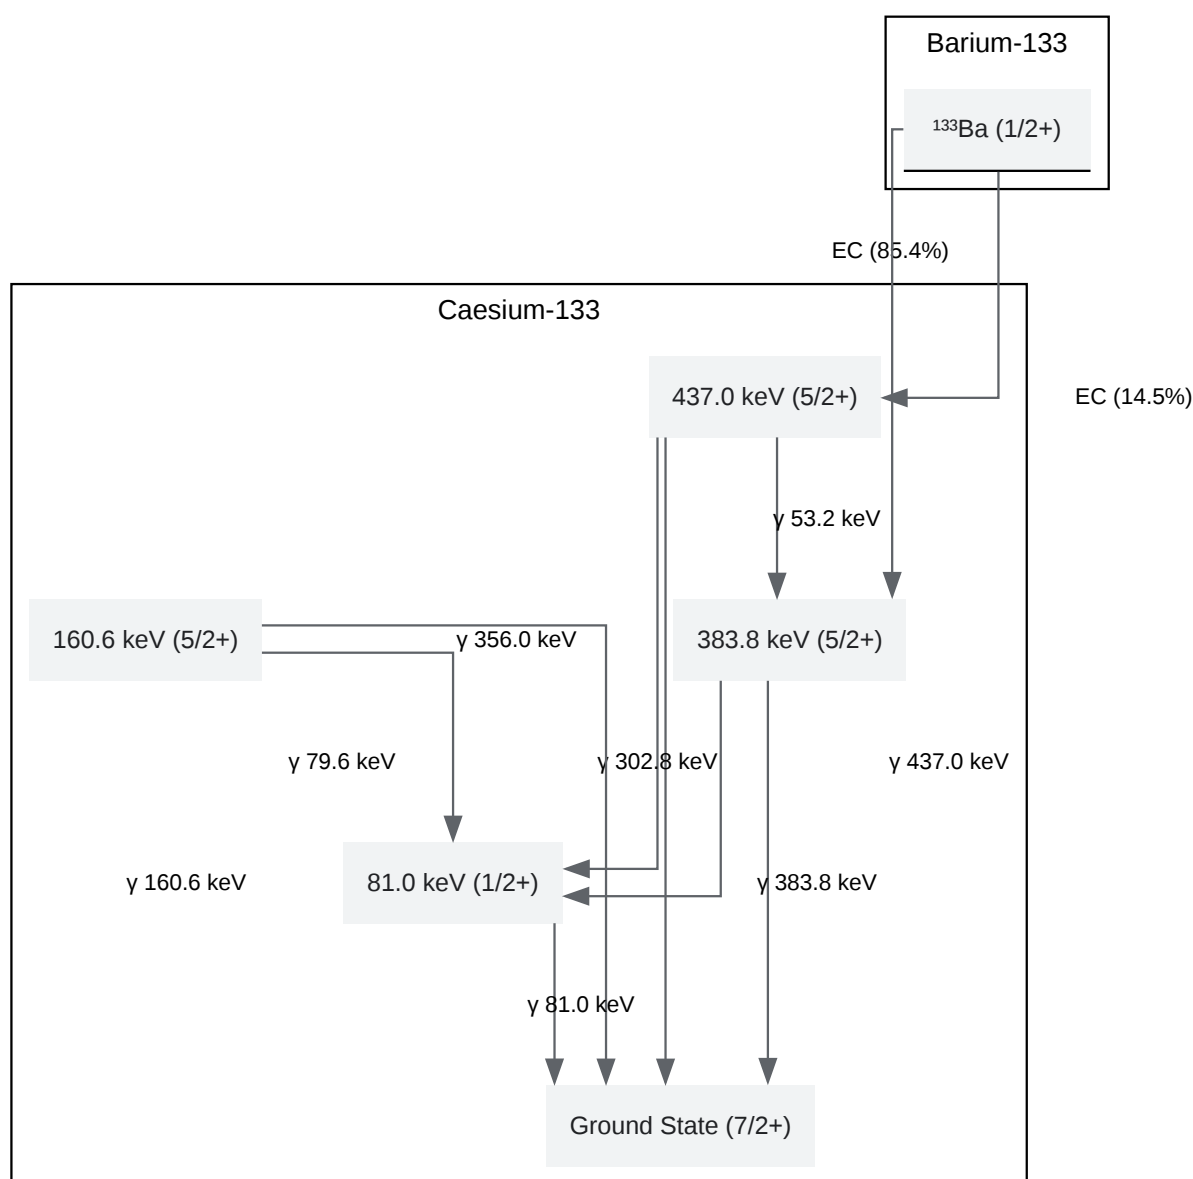 Barium-133
¹³³Ba (1/2+)
EC (85.4%)
Caesium-133
437.0 keV (5/2+)
EC (14.5%)
γ 53.2 keV
160.6 keV (5/2+)
γ 356.0 keV
383.8 keV (5/2+)
γ 79.6 keV
γ 302.8 keV
γ 437.0 keV
γ 160.6 keV
81.0 keV (1/2+)
γ 383.8 keV
γ 81.0 keV
Ground State (7/2+)